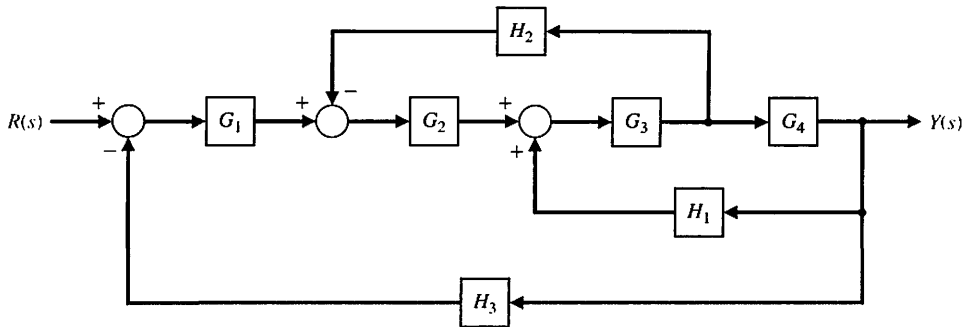 H₂
R(s) + G₁ + − G₂ + G₃ G₄ Y(s)
− +
H₁
H₃